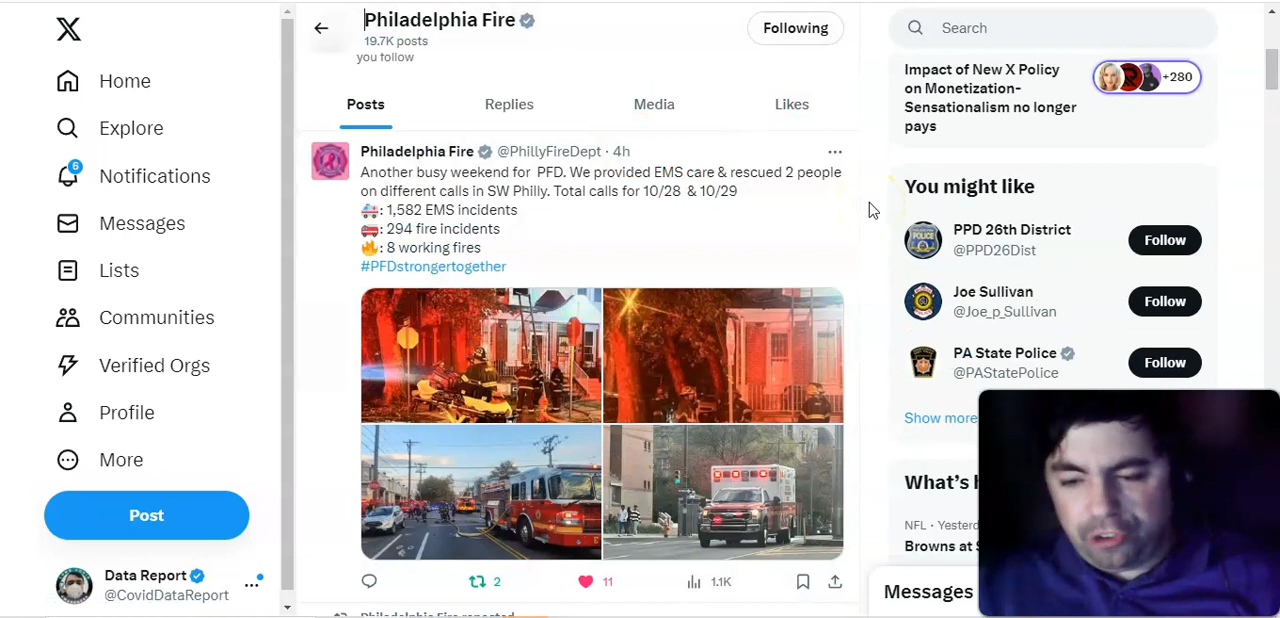 Home
Explore
6
Notifications
Messages
Lists
Communities
Verified Orgs
Profile
More
Post
Data Report
@CovidDataReport
Philadelphia Fire
19.7K posts
you follow
Following
Posts Replies Media Likes
Philadelphia Fire @PhillyFireDept · 4h
Another busy weekend for PFD. We provided EMS care & rescued 2 people
on different calls in SW Philly. Total calls for 10/28 & 10/29
: 1,582 EMS incidents
: 294 fire incidents
: 8 working fires
#PFDstrongertogether
2 11 1.1K
Search
Impact of New X Policy
on Monetization-
Sensationalism no longer
pays
+280
You might like
PPD 26th District
@PPD26Dist
Follow
Joe Sullivan
@Joe_p_Sullivan
Follow
PA State Police
@PAStatePolice
Follow
Show more
What's
NFL · Yesterd
Browns at S
Messages